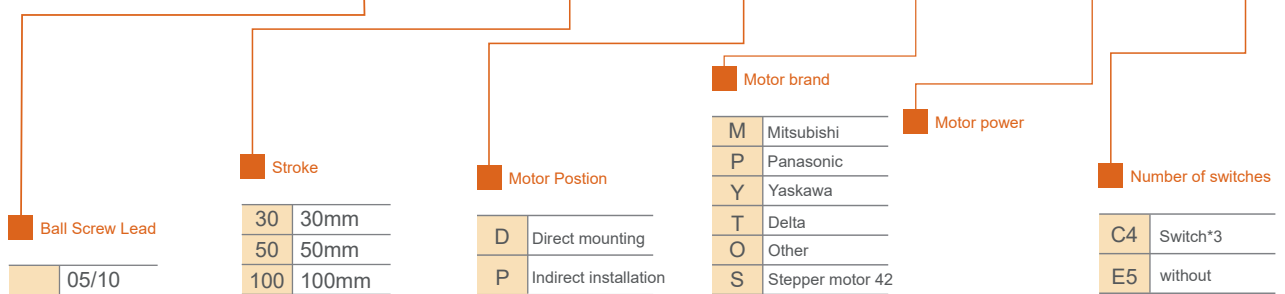 Ball Screw Lead
05/10
Stroke
30 30mm
50 50mm
100 100mm
Motor Postion
D Direct mounting
P Indirect installation
Motor brand
M Mitsubishi
P Panasonic
Y Yaskawa
T Delta
O Other
S Stepper motor 42
Motor power
Number of switches
C4 Switch*3
E5 without